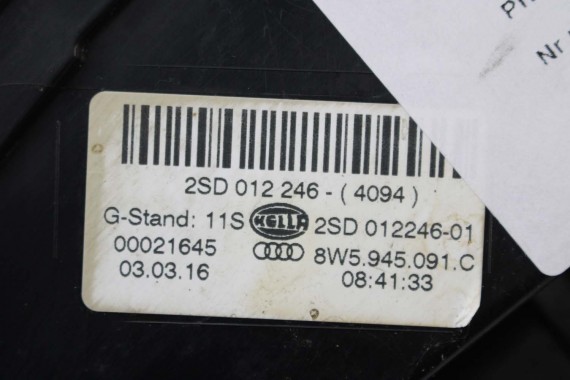 2SD 012 246 - ( 4094 )
G-Stand: 11S HELLA 2SD 012246-01
00021645 8W5.945.091.C
03.03.16 08:41:33
Nr